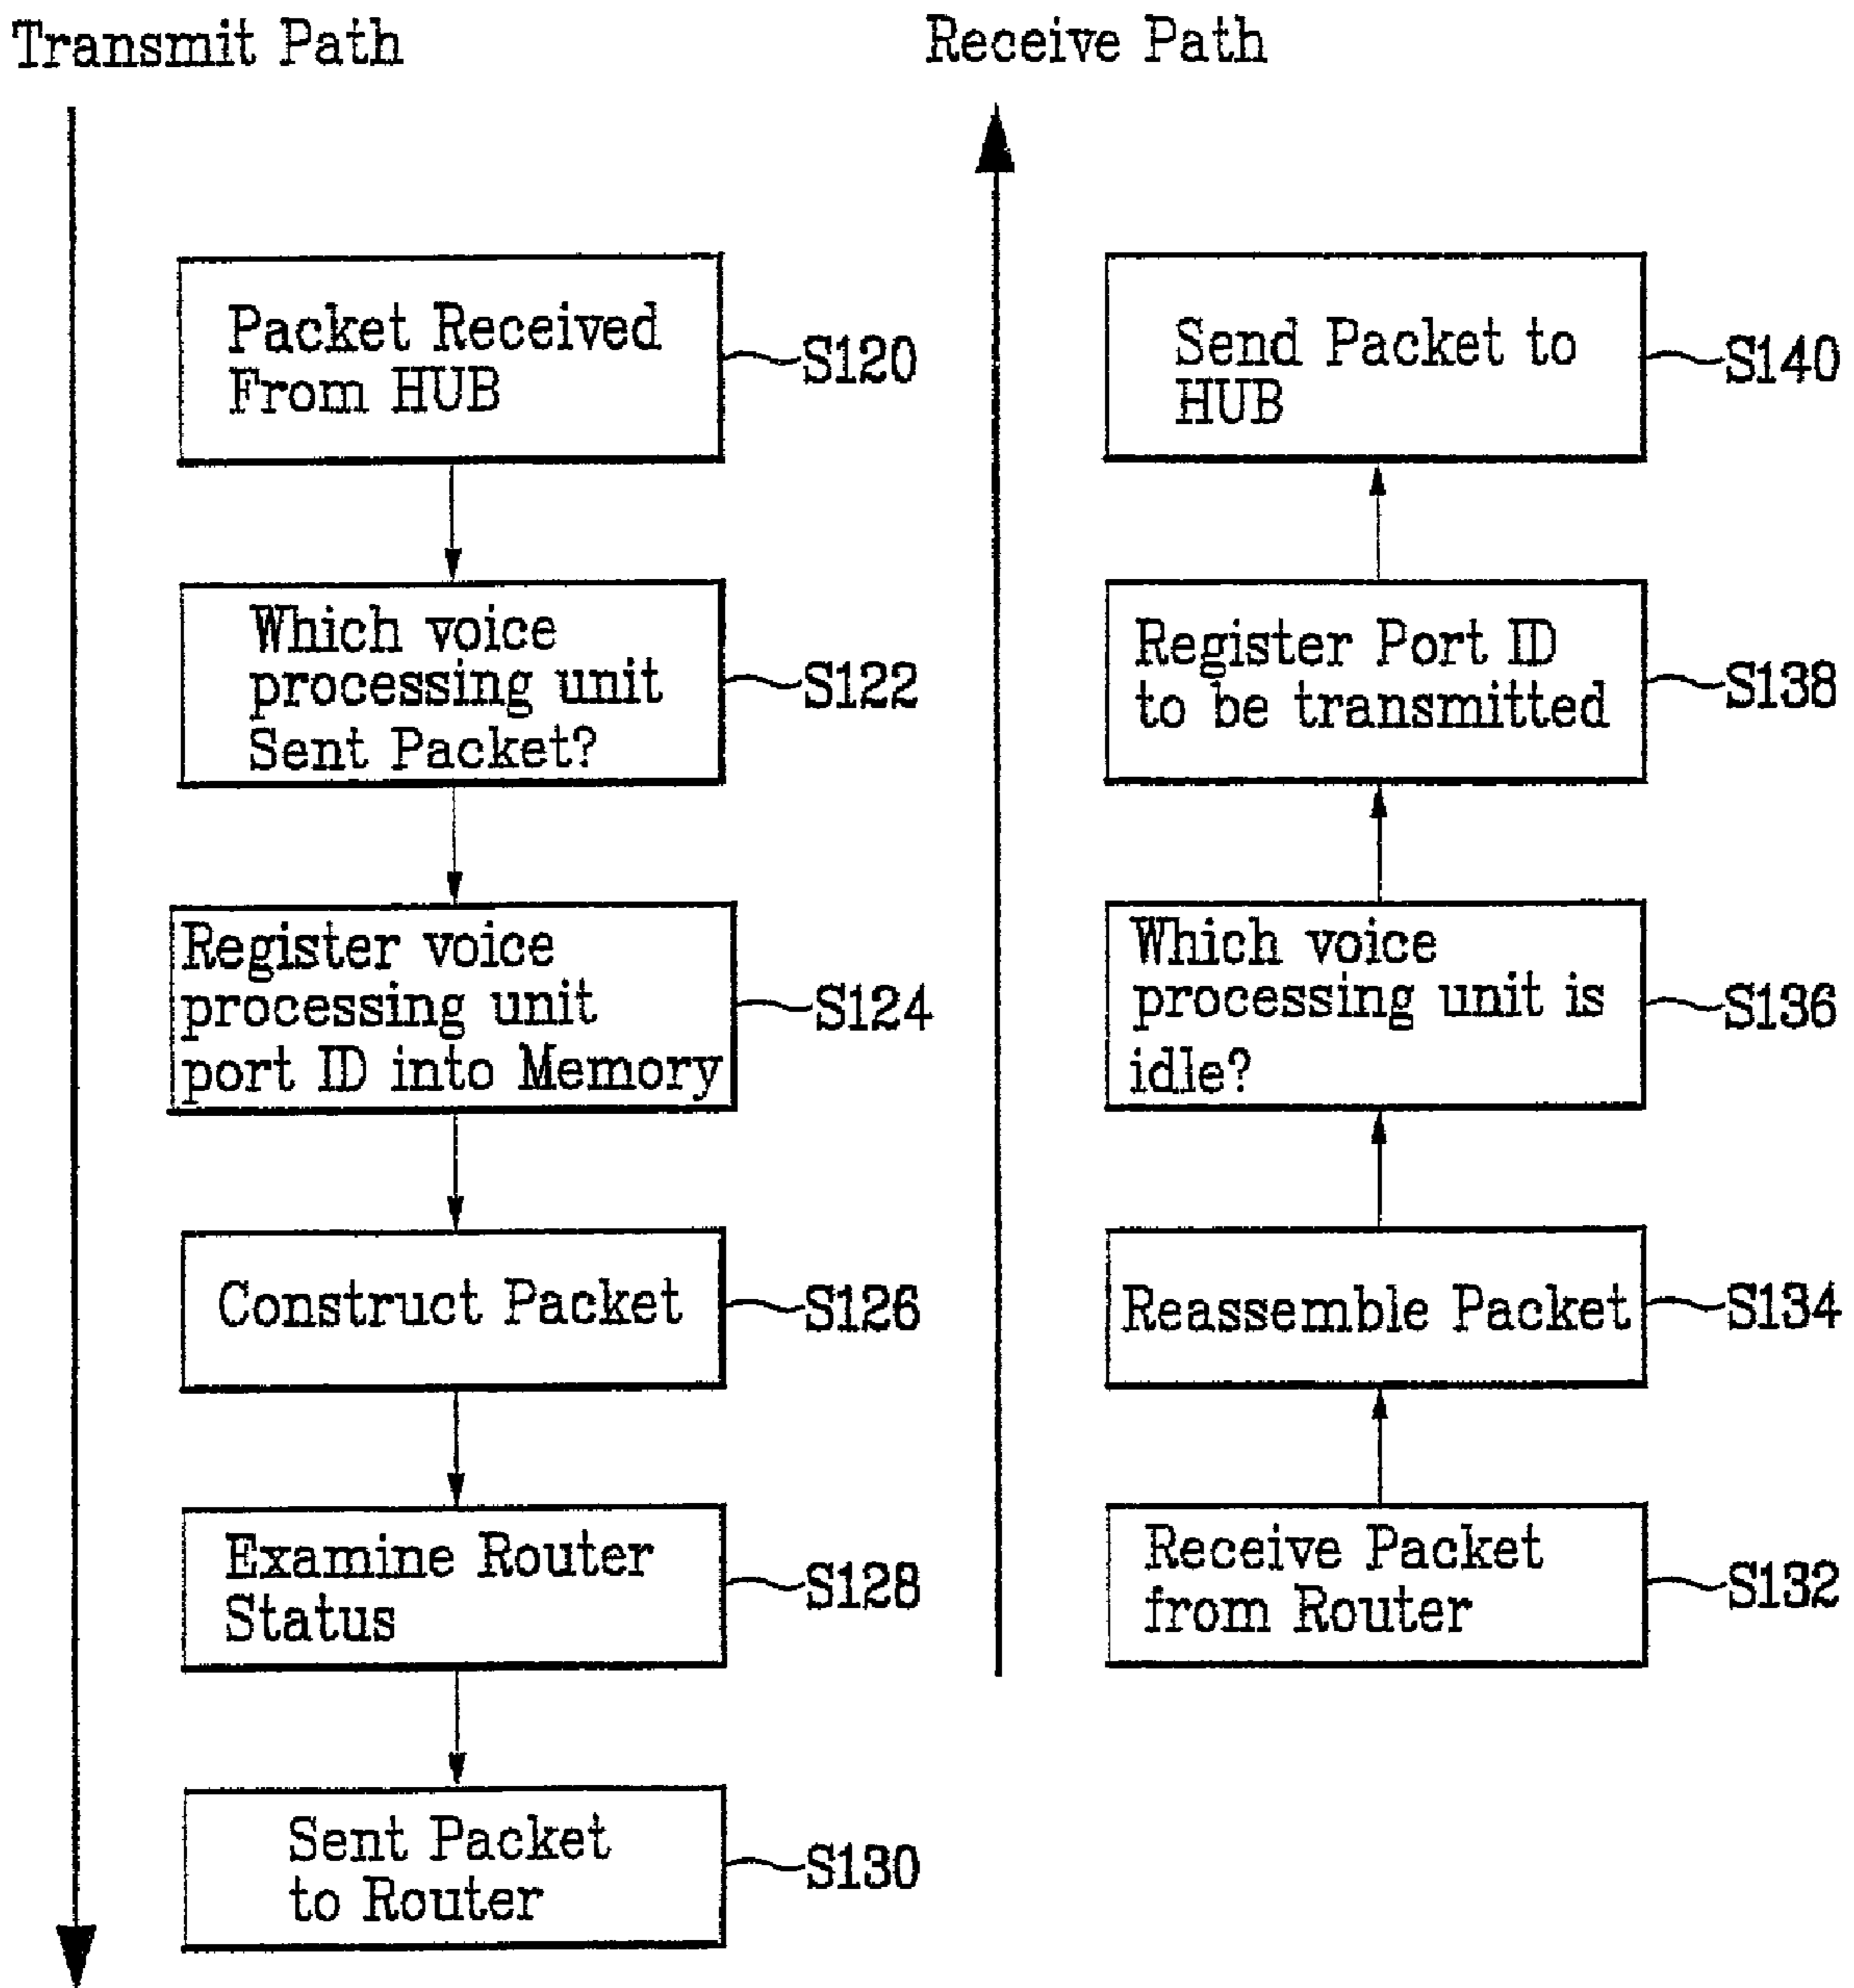 Transmit Path
Packet Received
From HUB
S120
Which voice
processing unit
Sent Packet?
S122
Register voice
processing unit
port ID into Memory
S124
Construct Packet
S126
Examine Router
Status
S128
Sent Packet
to Router
S130
Receive Path
Send Packet to
HUB
S140
Register Port ID
to be transmitted
S138
Which voice
processing unit is
idle?
S136
Reassemble Packet
S134
Receive Packet
from Router
S132